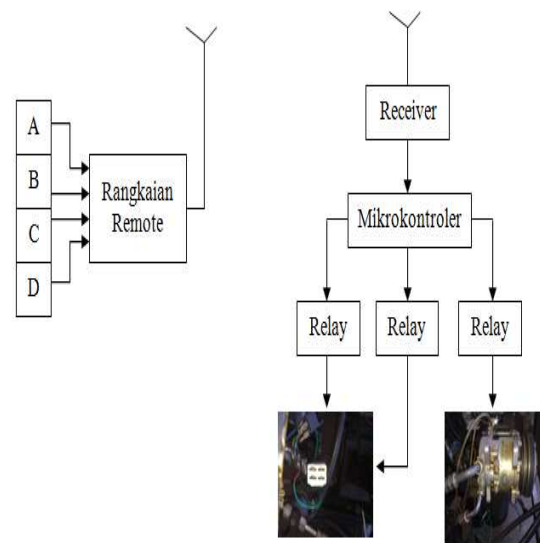 A
B
C
D
Rangkaian
Remote
Receiver
Mikrokontroler
Relay
Relay
Relay